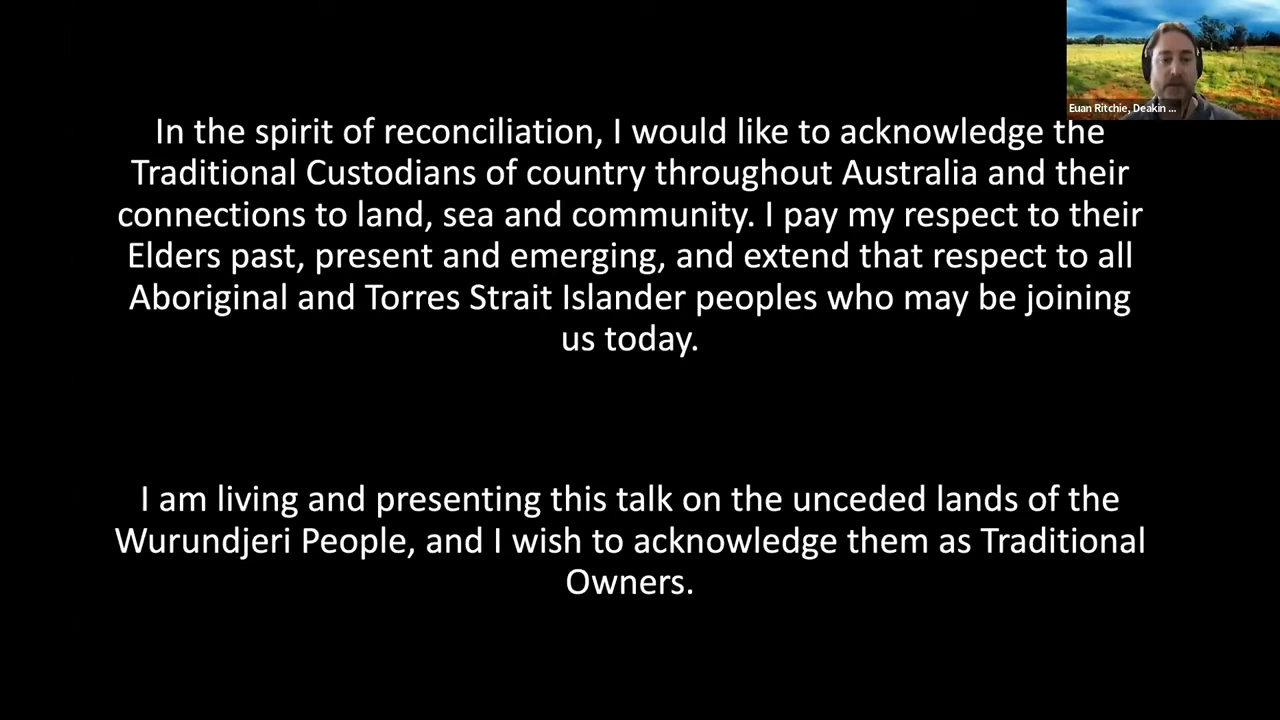 Euan Ritchie, Deakin ...
In the spirit of reconciliation, I would like to acknowledge the
Traditional Custodians of country throughout Australia and their
connections to land, sea and community. I pay my respect to their
Elders past, present and emerging, and extend that respect to all
Aboriginal and Torres Strait Islander peoples who may be joining
us today.
I am living and presenting this talk on the unceded lands of the
Wurundjeri People, and I wish to acknowledge them as Traditional
Owners.